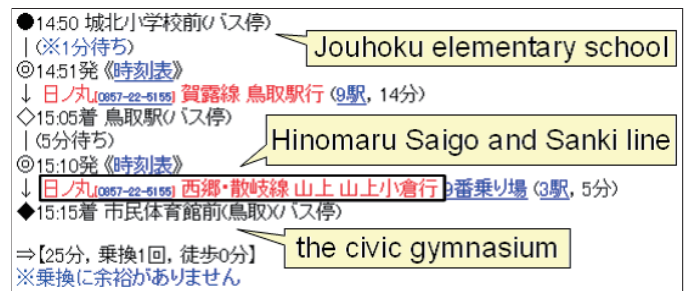 ●14:50 城北小学校前(バス停)
|(※1分待ち)
Jouhoku elementary school
◎14:51発《時刻表》
↓ 日ノ丸[0857-22-5155] 賀露線 鳥取駅行 (9駅, 14分)
◇15:05着 鳥取駅(バス停)
|(5分待ち)
Hinomaru Saigo and Sanki line
◎15:10発《時刻表》
↓ 日ノ丸[0857-22-5155] 西郷・散岐線 山上 山上小倉行 9番乗り場 (3駅, 5分)
◆15:15着 市民体育館前(鳥取)(バス停)
the civic gymnasium
⇒【25分, 乗換1回, 徒歩0分】
※乗換に余裕がありません